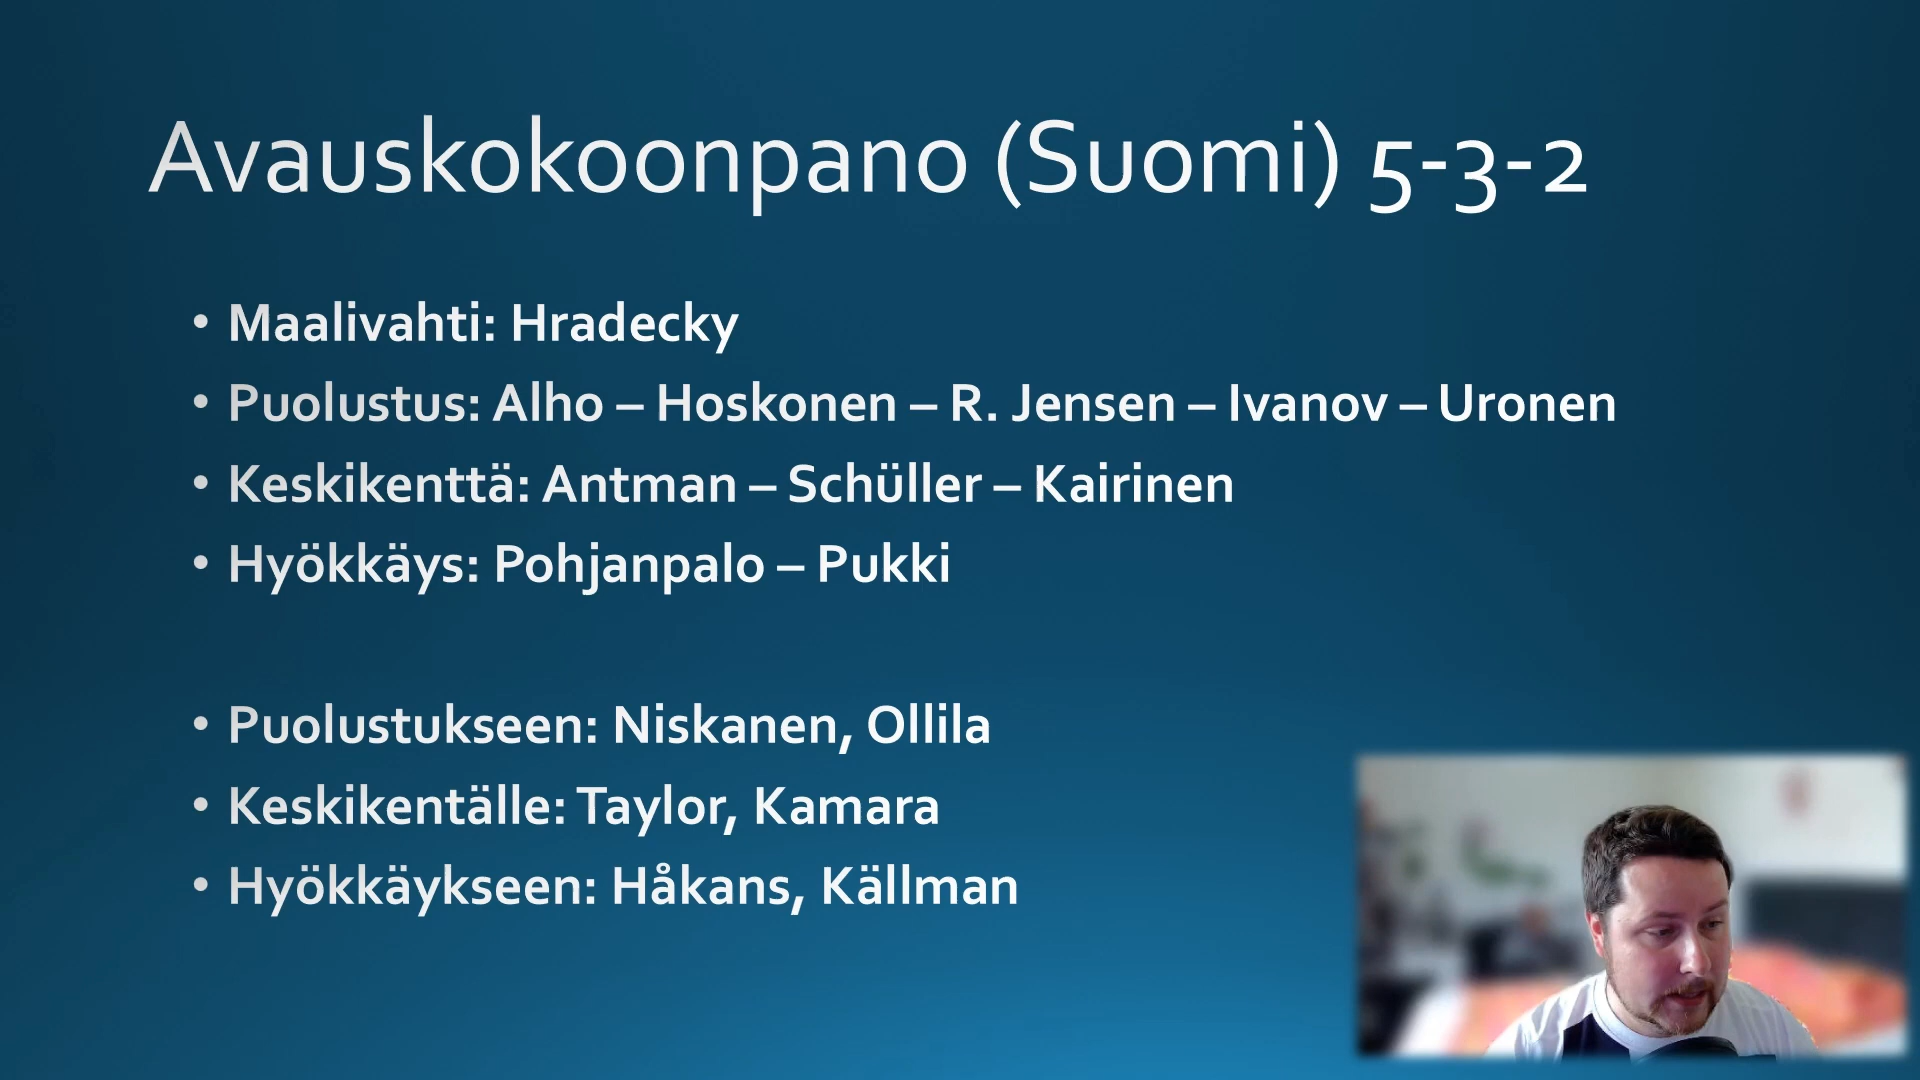 Avauskokoonpano (Suomi) 5-3-2
• Maalivahti: Hradecky
• Puolustus: Alho – Hoskonen – R. Jensen – Ivanov – Uronen
• Keskikenttä: Antman – Schüller – Kairinen
• Hyökkäys: Pohjanpalo – Pukki
• Puolustukseen: Niskanen, Ollila
• Keskikentälle: Taylor, Kamara
• Hyökkäykseen: Håkans, Källman